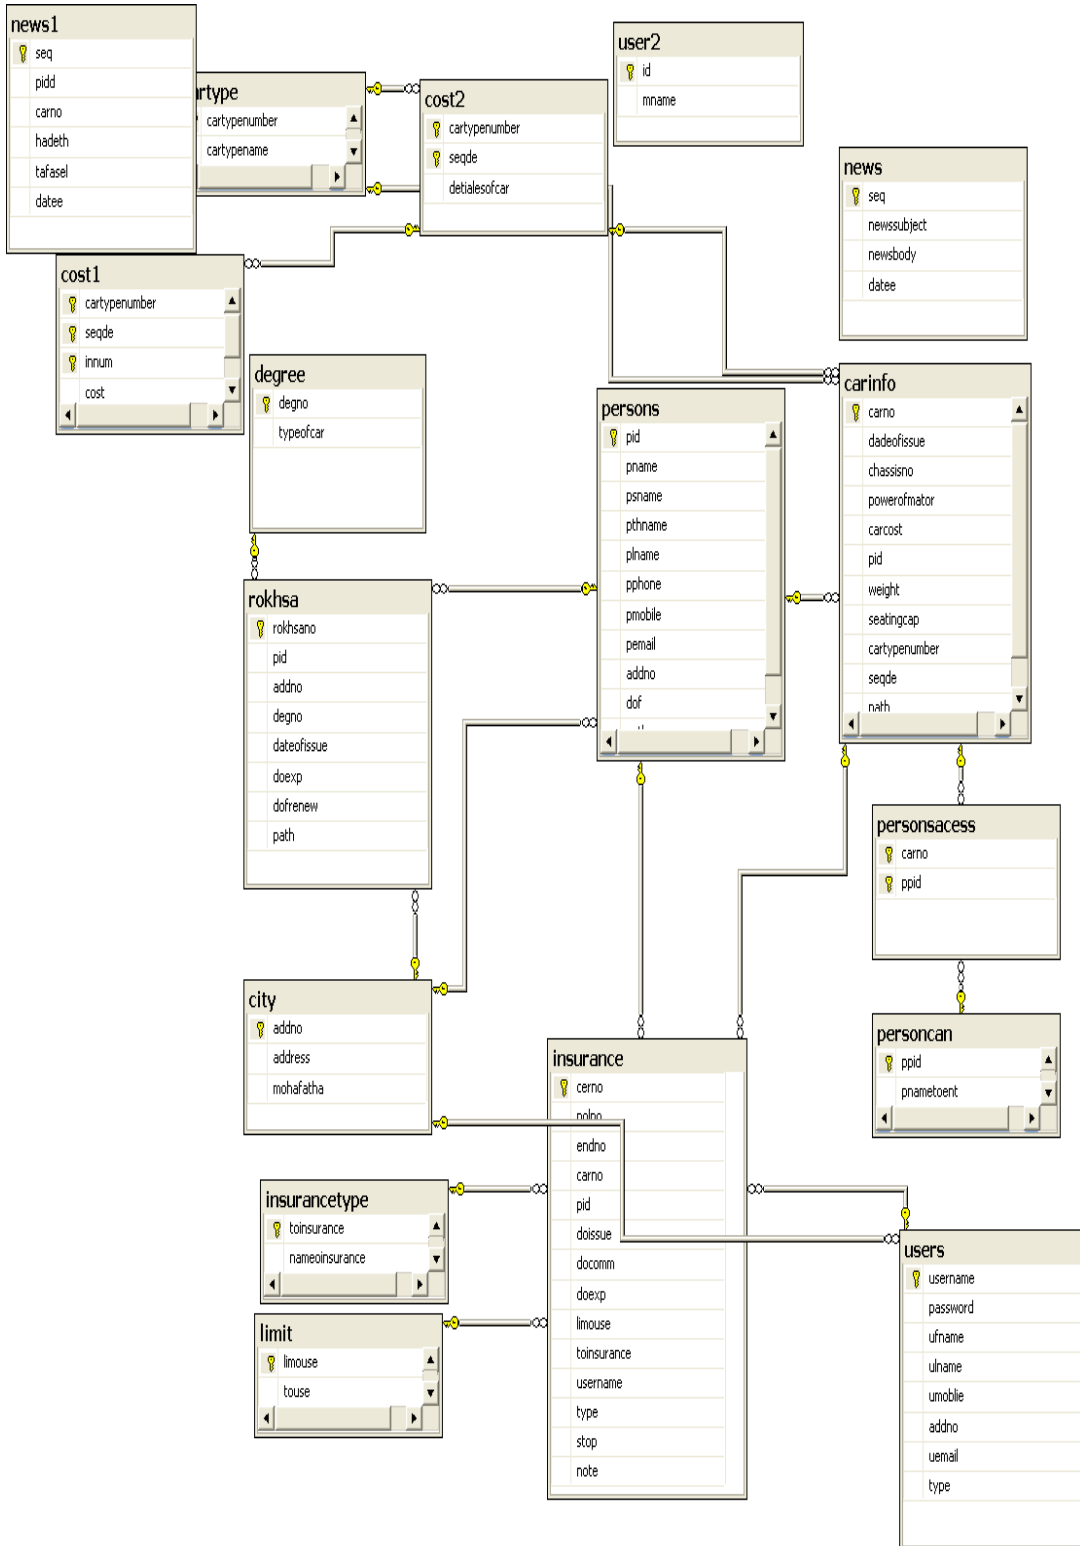 news1
seq
pidd
carno
hadeth
tafasel
datee
rtype
cartypenumber
cartypename
cost2
cartypenumber
seqde
detialesofcar
user2
id
mname
news
seq
newssubject
newsbody
datee
cost1
cartypenumber
seqde
innum
cost
degree
degno
typeofcar
persons
pid
pname
psname
pthname
plname
pphone
pmobile
pemail
addno
dof
carinfo
carno
dadeofissue
chassisno
powerofmator
carcost
pid
weight
seatingcap
cartypenumber
seqde
path
rokhsa
rokhsano
pid
addno
degno
dateofissue
doexp
dofrenew
path
personsacess
carno
ppid
city
addno
address
mohafatha
personcan
ppid
pnametoent
insurance
cerno
polno
endno
carno
pid
doissue
docomm
doexp
limouse
toinsurance
username
type
stop
note
insurancetype
toinsurance
nameoinsurance
limit
limouse
touse
users
username
password
ufname
ulname
umoblie
addno
uemail
type